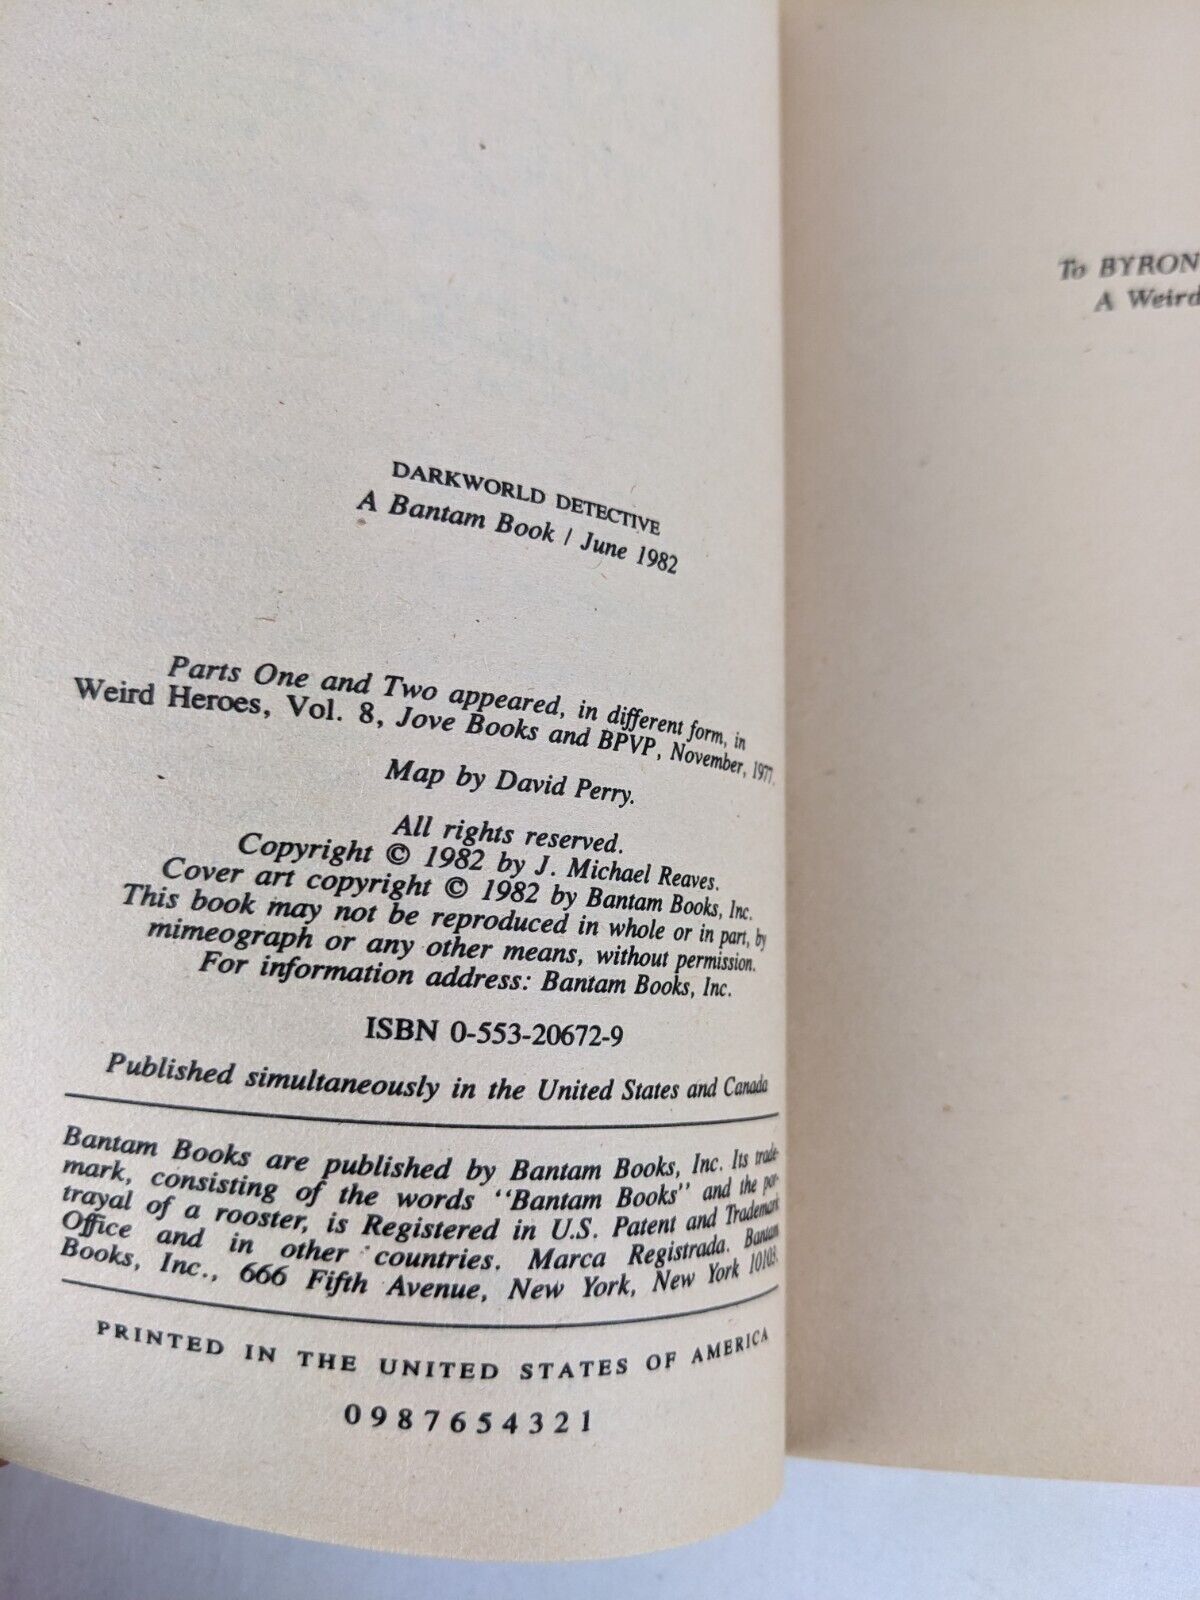 DARKWORLD DETECTIVE
A Bantam Book / June 1982
Parts One and Two appeared, in different form, in
Weird Heroes, Vol. 8, Jove Books and BPVP, November, 1977.
Map by David Perry.
All rights reserved.
Copyright © 1982 by J. Michael Reaves.
Cover art copyright © 1982 by Bantam Books, Inc.
This book may not be reproduced in whole or in part, by
mimeograph or any other means, without permission.
For information address: Bantam Books, Inc.
ISBN 0-553-20672-9
Published simultaneously in the United States and Canada
Bantam Books are published by Bantam Books, Inc. Its trade-
mark, consisting of the words "Bantam Books" and the por-
trayal of a rooster, is Registered in U.S. Patent and Trademark
Office and in other countries. Marca Registrada. Bantam
Books, Inc., 666 Fifth Avenue, New York, New York 10103.
PRINTED IN THE UNITED STATES OF AMERICA
0 9 8 7 6 5 4 3 2 1
To BYRON
A Weird